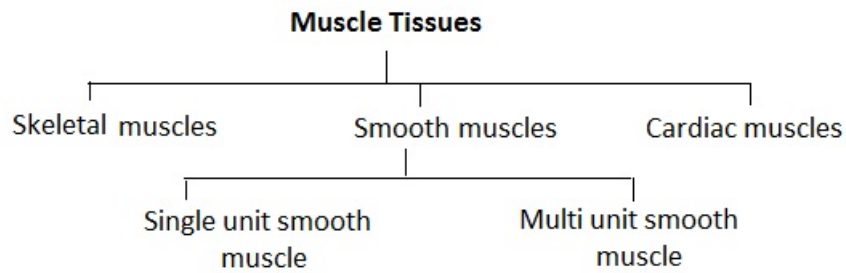 Muscle Tissues
Skeletal muscles
Smooth muscles
Cardiac muscles
Single unit smooth
muscle
Multi unit smooth
muscle